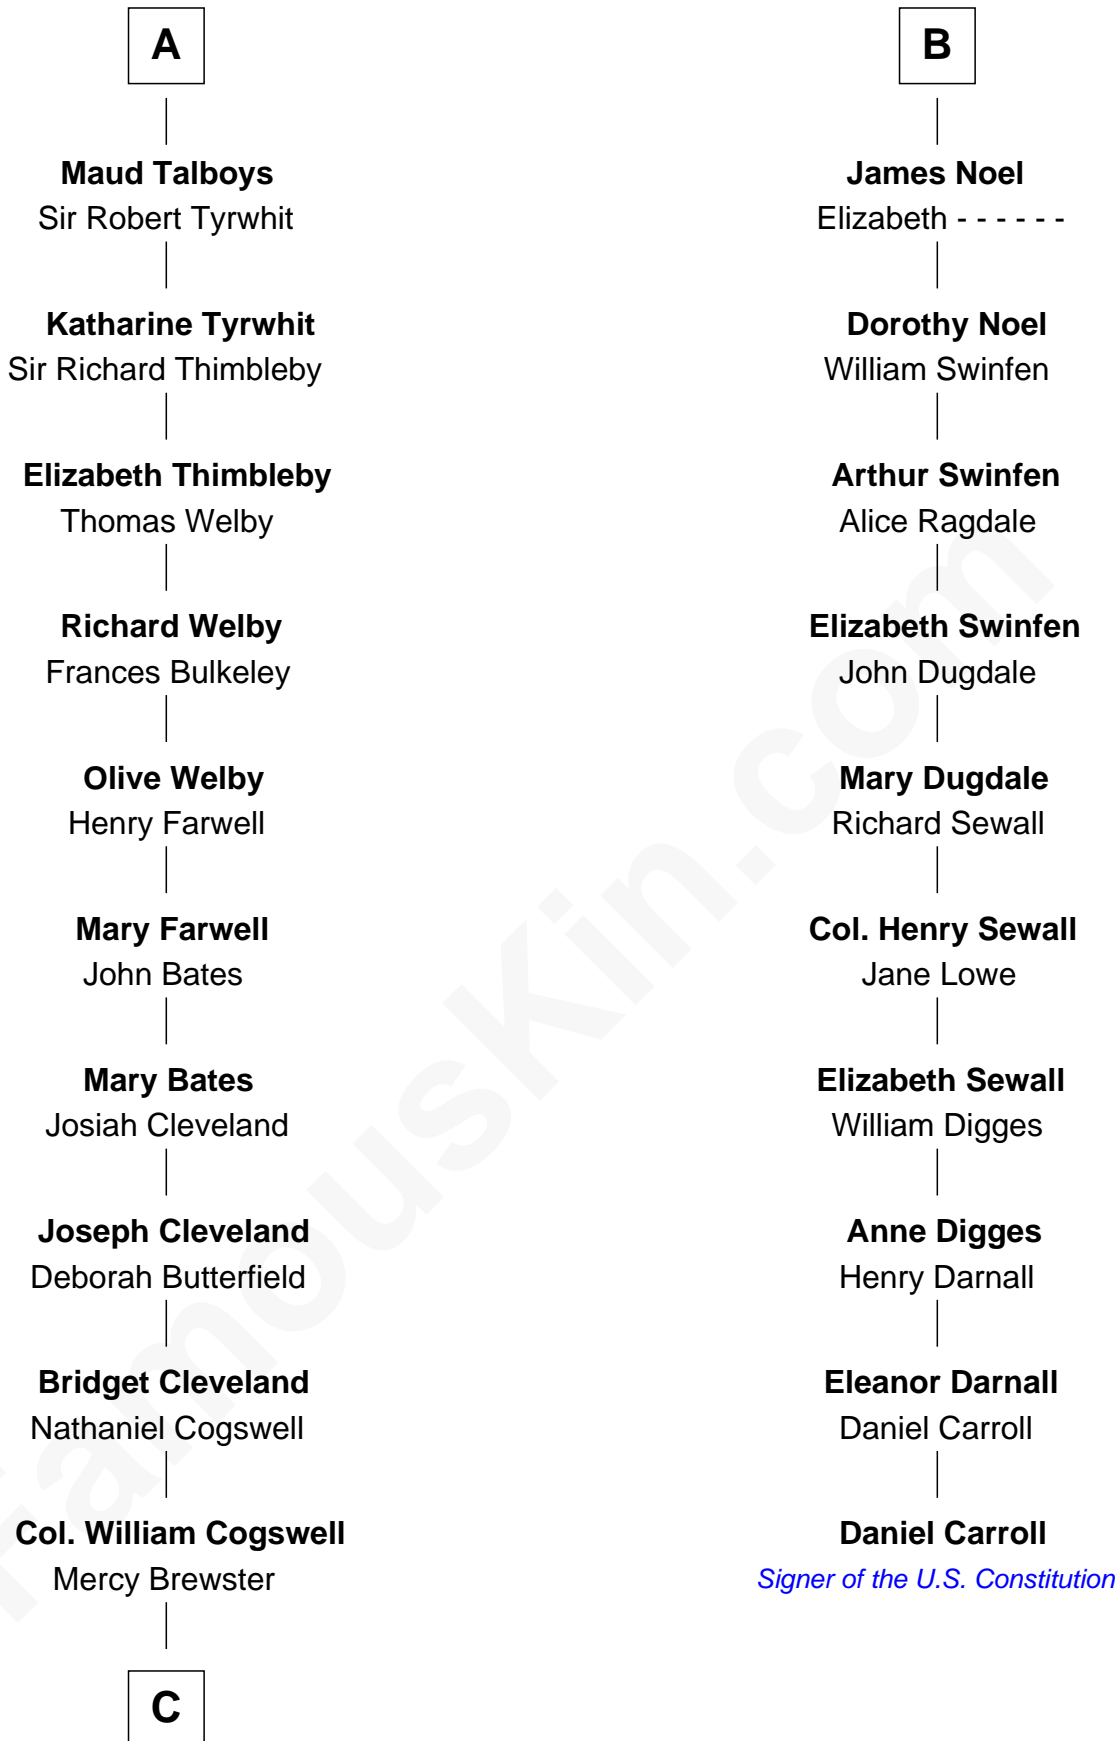 A
Maud Talboys
Sir Robert Tyrwhit
Katharine Tyrwhit
Sir Richard Thimbleby
Elizabeth Thimbleby
Thomas Welby
Richard Welby
Frances Bulkeley
Olive Welby
Henry Farwell
Mary Farwell
John Bates
Mary Bates
Josiah Cleveland
Joseph Cleveland
Deborah Butterfield
Bridget Cleveland
Nathaniel Cogswell
Col. William Cogswell
Mercy Brewster
C
B
James Noel
Elizabeth - - - - - -
Dorothy Noel
William Swinfen
Arthur Swinfen
Alice Ragdale
Elizabeth Swinfen
John Dugdale
Mary Dugdale
Richard Sewall
Col. Henry Sewall
Jane Lowe
Elizabeth Sewall
William Digges
Anne Digges
Henry Darnall
Eleanor Darnall
Daniel Carroll
Daniel Carroll
Signer of the U.S. Constitution
FamousKin.com